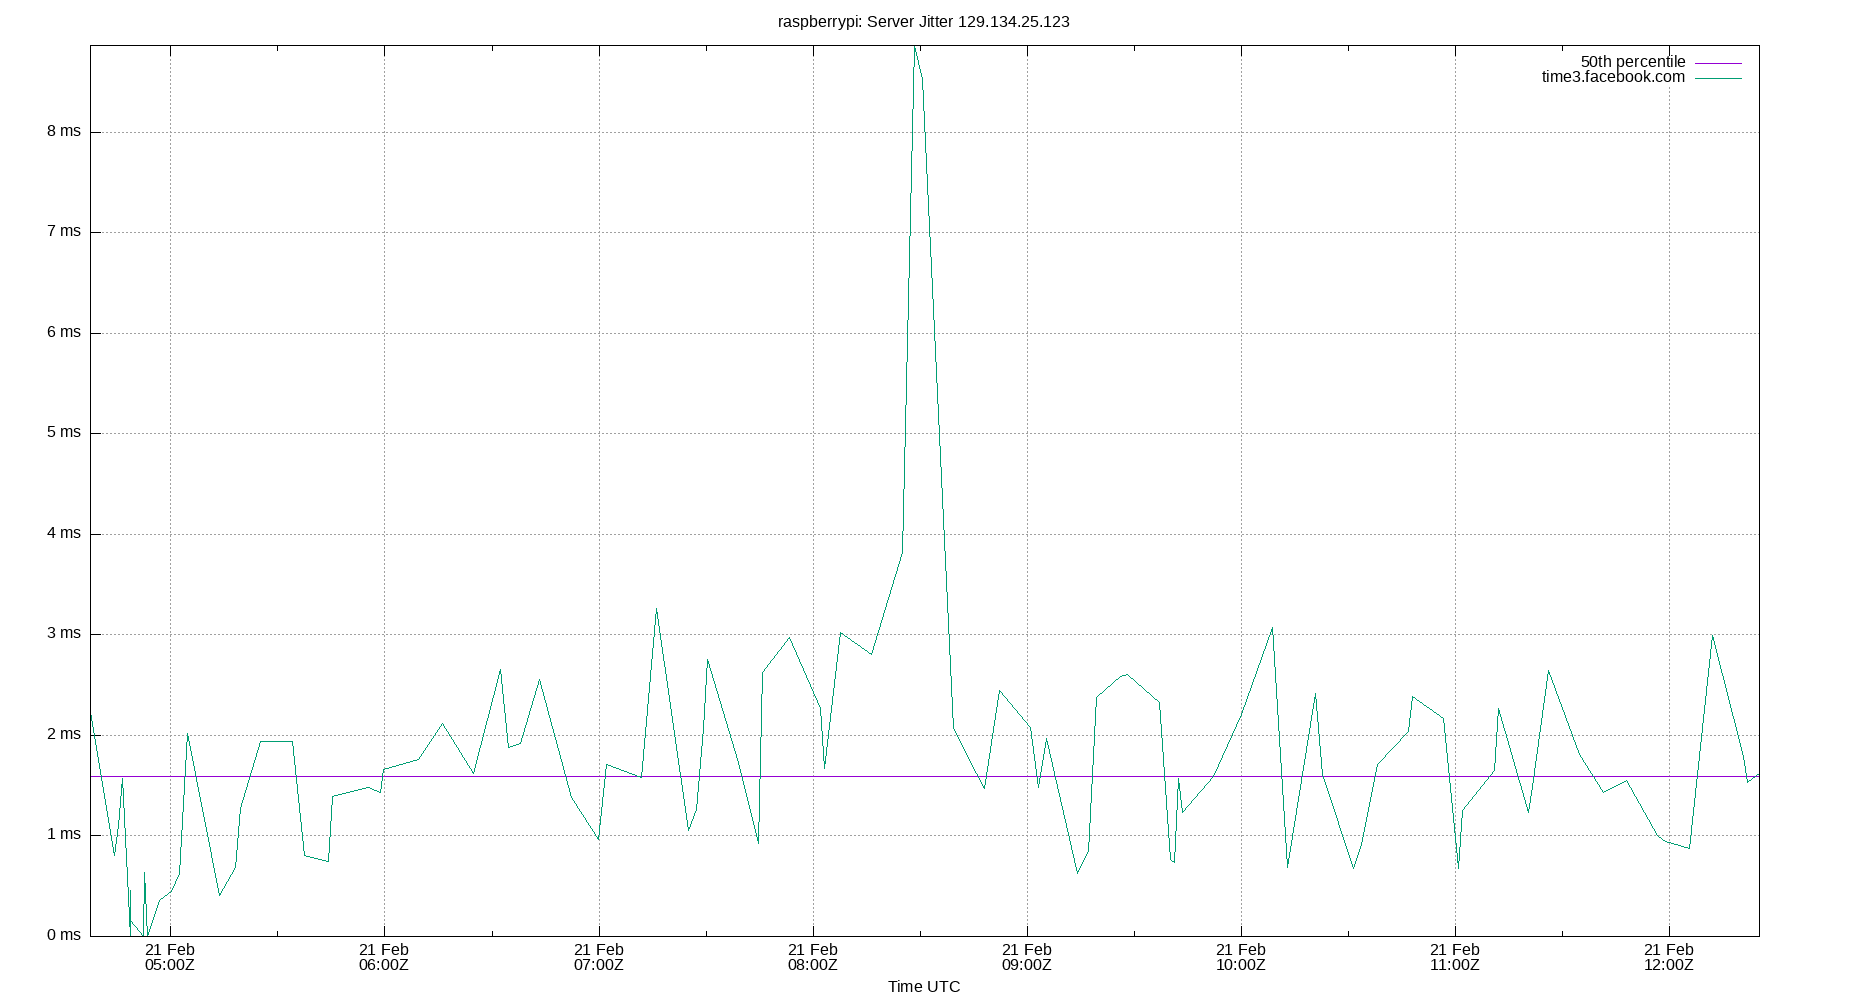 raspberrypi: Server Jitter 129.134.25.123
50th percentile
time3.facebook.com
8 ms
7 ms
6 ms
5 ms
4 ms
3 ms
2 ms
1 ms
0 ms
21 Feb 21 Feb 21 Feb 21 Feb 21 Feb 21 Feb 21 Feb 21 Feb
05:00Z 06:00Z 07:00Z 08:00Z 09:00Z 10:00Z 11:00Z 12:00Z
Time UTC